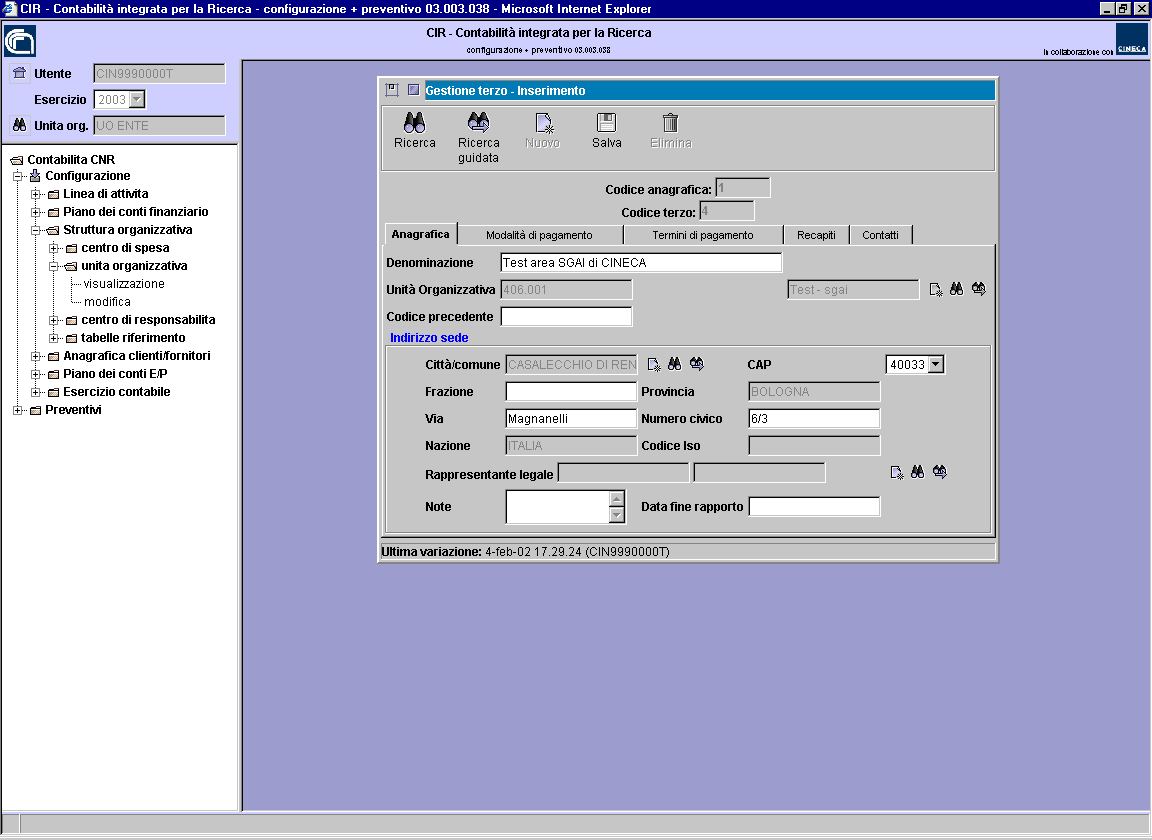 CIR - Contabilità integrata per la Ricerca - configurazione + preventivo 03.003.038 - Microsoft Internet Explorer
CIR - Contabilità integrata per la Ricerca
configurazione + preventivo 03.003.038
In collaborazione con CINECA
Utente CIN9990000T
Esercizio 2003
Unita org. UO ENTE
Contabilita CNR
Configurazione
Linea di attivita
Piano dei conti finanziario
Struttura organizzativa
centro di spesa
unita organizzativa
visualizzazione
modifica
centro di responsabilita
tabelle riferimento
Anagrafica clienti/fornitori
Piano dei conti E/P
Esercizio contabile
Preventivi
Gestione terzo - Inserimento
Ricerca Ricerca guidata Nuovo Salva Elimina
Codice anagrafica: 1
Codice terzo: 4
Anagrafica Modalità di pagamento Termini di pagamento Recapiti Contatti
Denominazione Test area SGAI di CINECA
Unità Organizzativa 406.001 Test - sgai
Codice precedente
Indirizzo sede
Città/comune CASALECCHIO DI REN CAP 40033
Frazione Provincia BOLOGNA
Via Magnanelli Numero civico 6/3
Nazione ITALIA Codice Iso
Rappresentante legale
Note Data fine rapporto
Ultima variazione: 4-feb-02 17.29.24 (CIN9990000T)